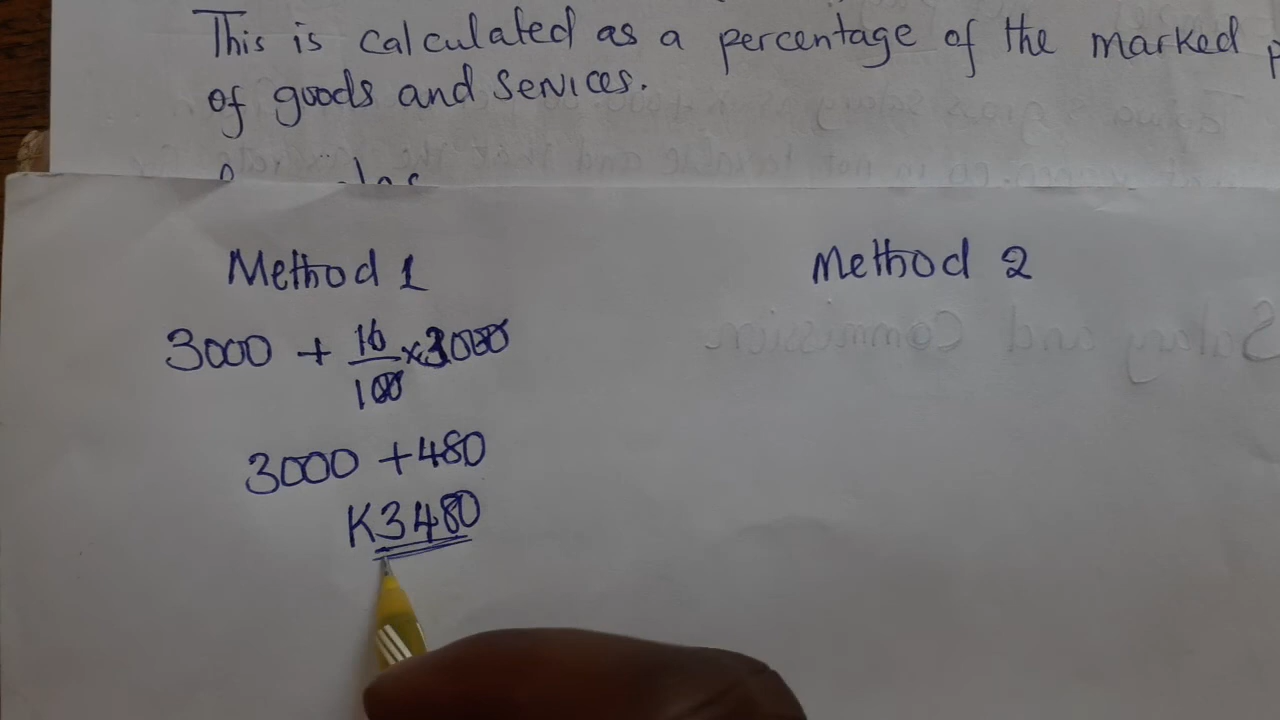 This is calculated as a percentage of the marked
of goods and services.
Method 1
3000 + 16/100 × 3000
3000 + 480
K3480
Method 2